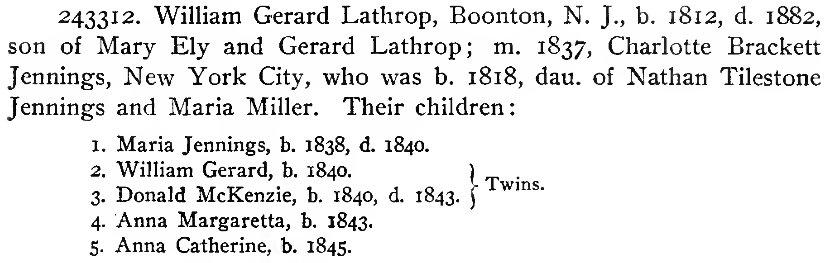 243312. William Gerard Lathrop, Boonton, N. J., b. 1812, d. 1882,
son of Mary Ely and Gerard Lathrop; m. 1837, Charlotte Brackett
Jennings, New York City, who was b. 1818, dau. of Nathan Tilestone
Jennings and Maria Miller. Their children:
1. Maria Jennings, b. 1838, d. 1840.
2. William Gerard, b. 1840.
3. Donald McKenzie, b. 1840, d. 1843. } Twins.
4. Anna Margaretta, b. 1843.
5. Anna Catherine, b. 1845.